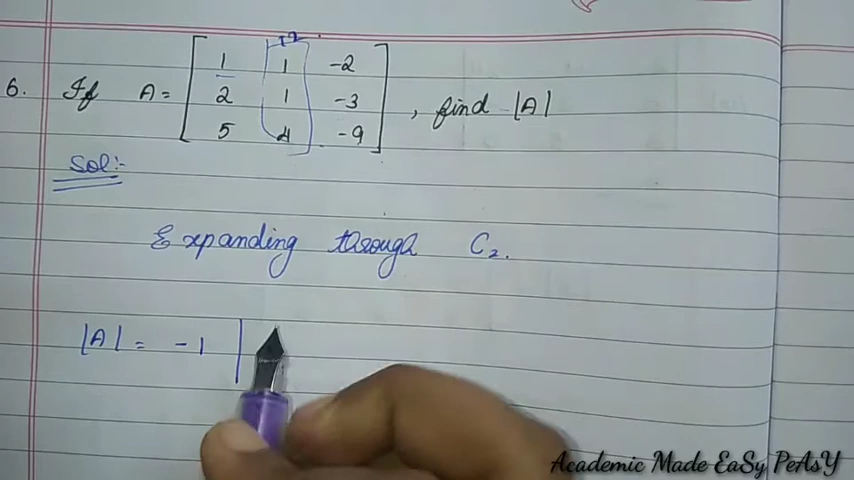 1 1 -2
6. If A = 2 1 -3 , find |A|
5 4 -9
Sol:-
Expanding through C₂.
|A| = -1 |
Academic Made EaSy PeAsY